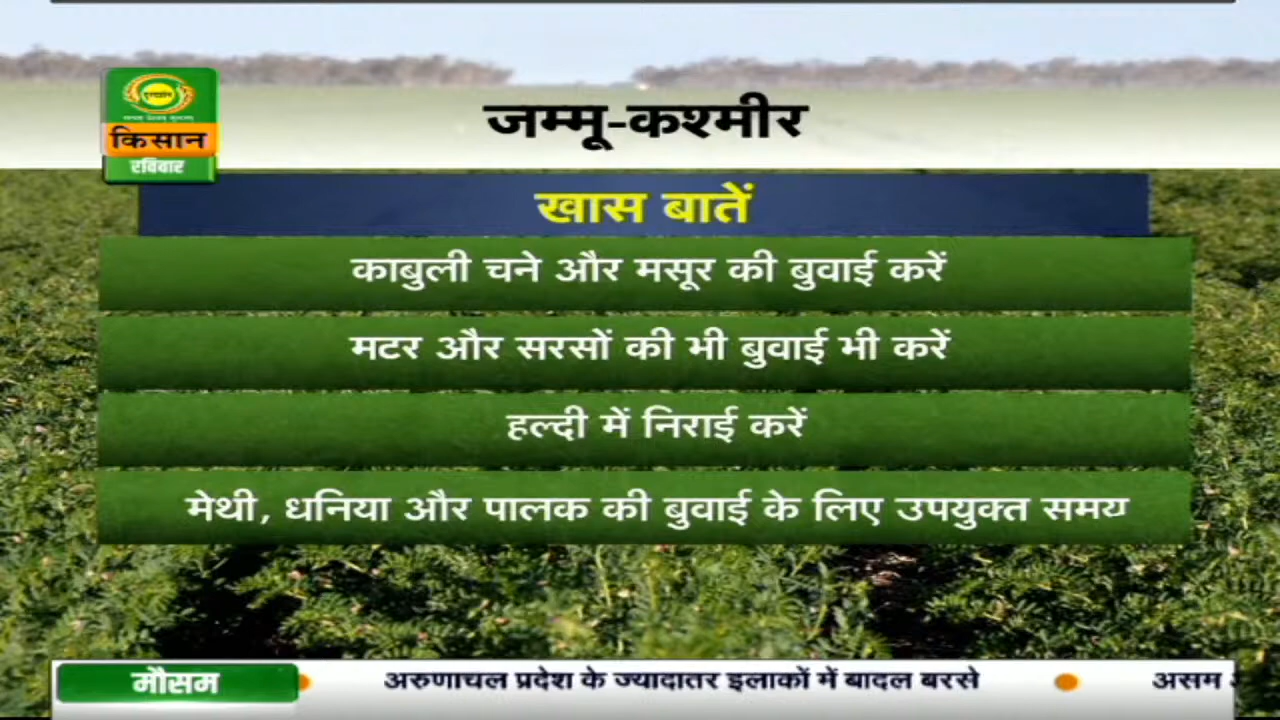 जम्मू-कश्मीर
किसान
रविवार
खास बातें
काबुली चने और मसूर की बुवाई करें
मटर और सरसों की भी बुवाई भी करें
हल्दी में निराई करें
मेथी, धनिया और पालक की बुवाई के लिए उपयुक्त समय
मौसम
अरुणाचल प्रदेश के ज्यादातर इलाकों में बादल बरसे
असम